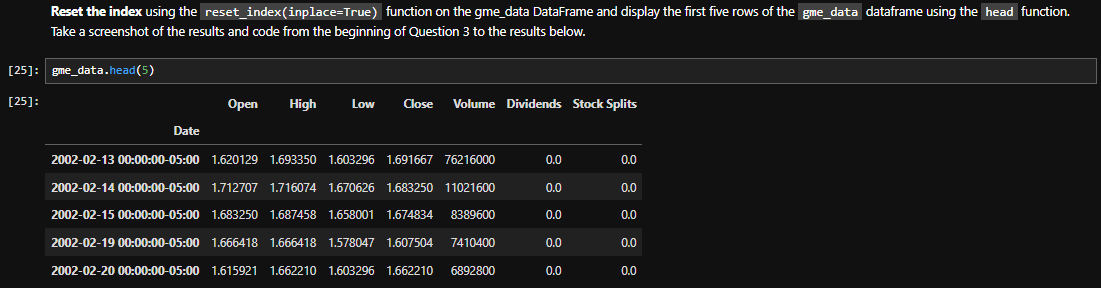 Reset the index using the reset_index(inplace=True) function on the gme_data DataFrame and display the first five rows of the gme_data dataframe using the head function.
Take a screenshot of the results and code from the beginning of Question 3 to the results below.
[25]: gme_data.head(5)
[25]: Open High Low Close Volume Dividends Stock Splits
Date
2002-02-13 00:00:00-05:00 1.620129 1.693350 1.603296 1.691667 76216000 0.0 0.0
2002-02-14 00:00:00-05:00 1.712707 1.716074 1.670626 1.683250 11021600 0.0 0.0
2002-02-15 00:00:00-05:00 1.683250 1.687458 1.658001 1.674834 8389600 0.0 0.0
2002-02-19 00:00:00-05:00 1.666418 1.666418 1.578047 1.607504 7410400 0.0 0.0
2002-02-20 00:00:00-05:00 1.615921 1.662210 1.603296 1.662210 6892800 0.0 0.0